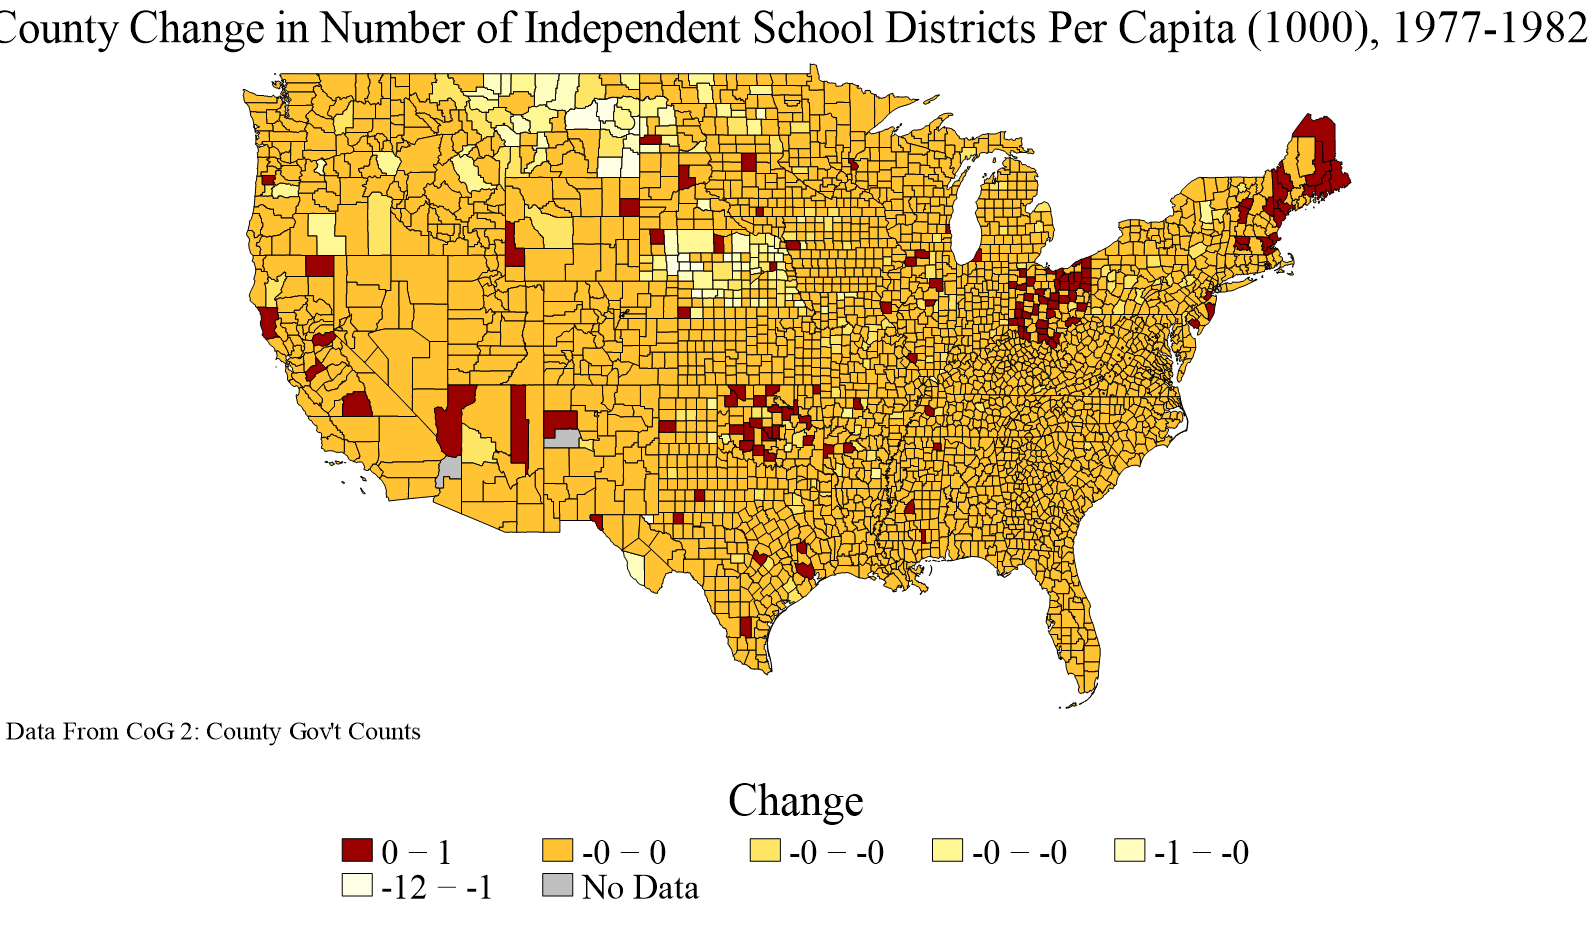 County Change in Number of Independent School Districts Per Capita (1000), 1977-1982
Data From CoG 2: County Gov't Counts
Change
0 − 1
-0 − 0
-0 − -0
-0 − -0
-1 − -0
-12 − -1
No Data